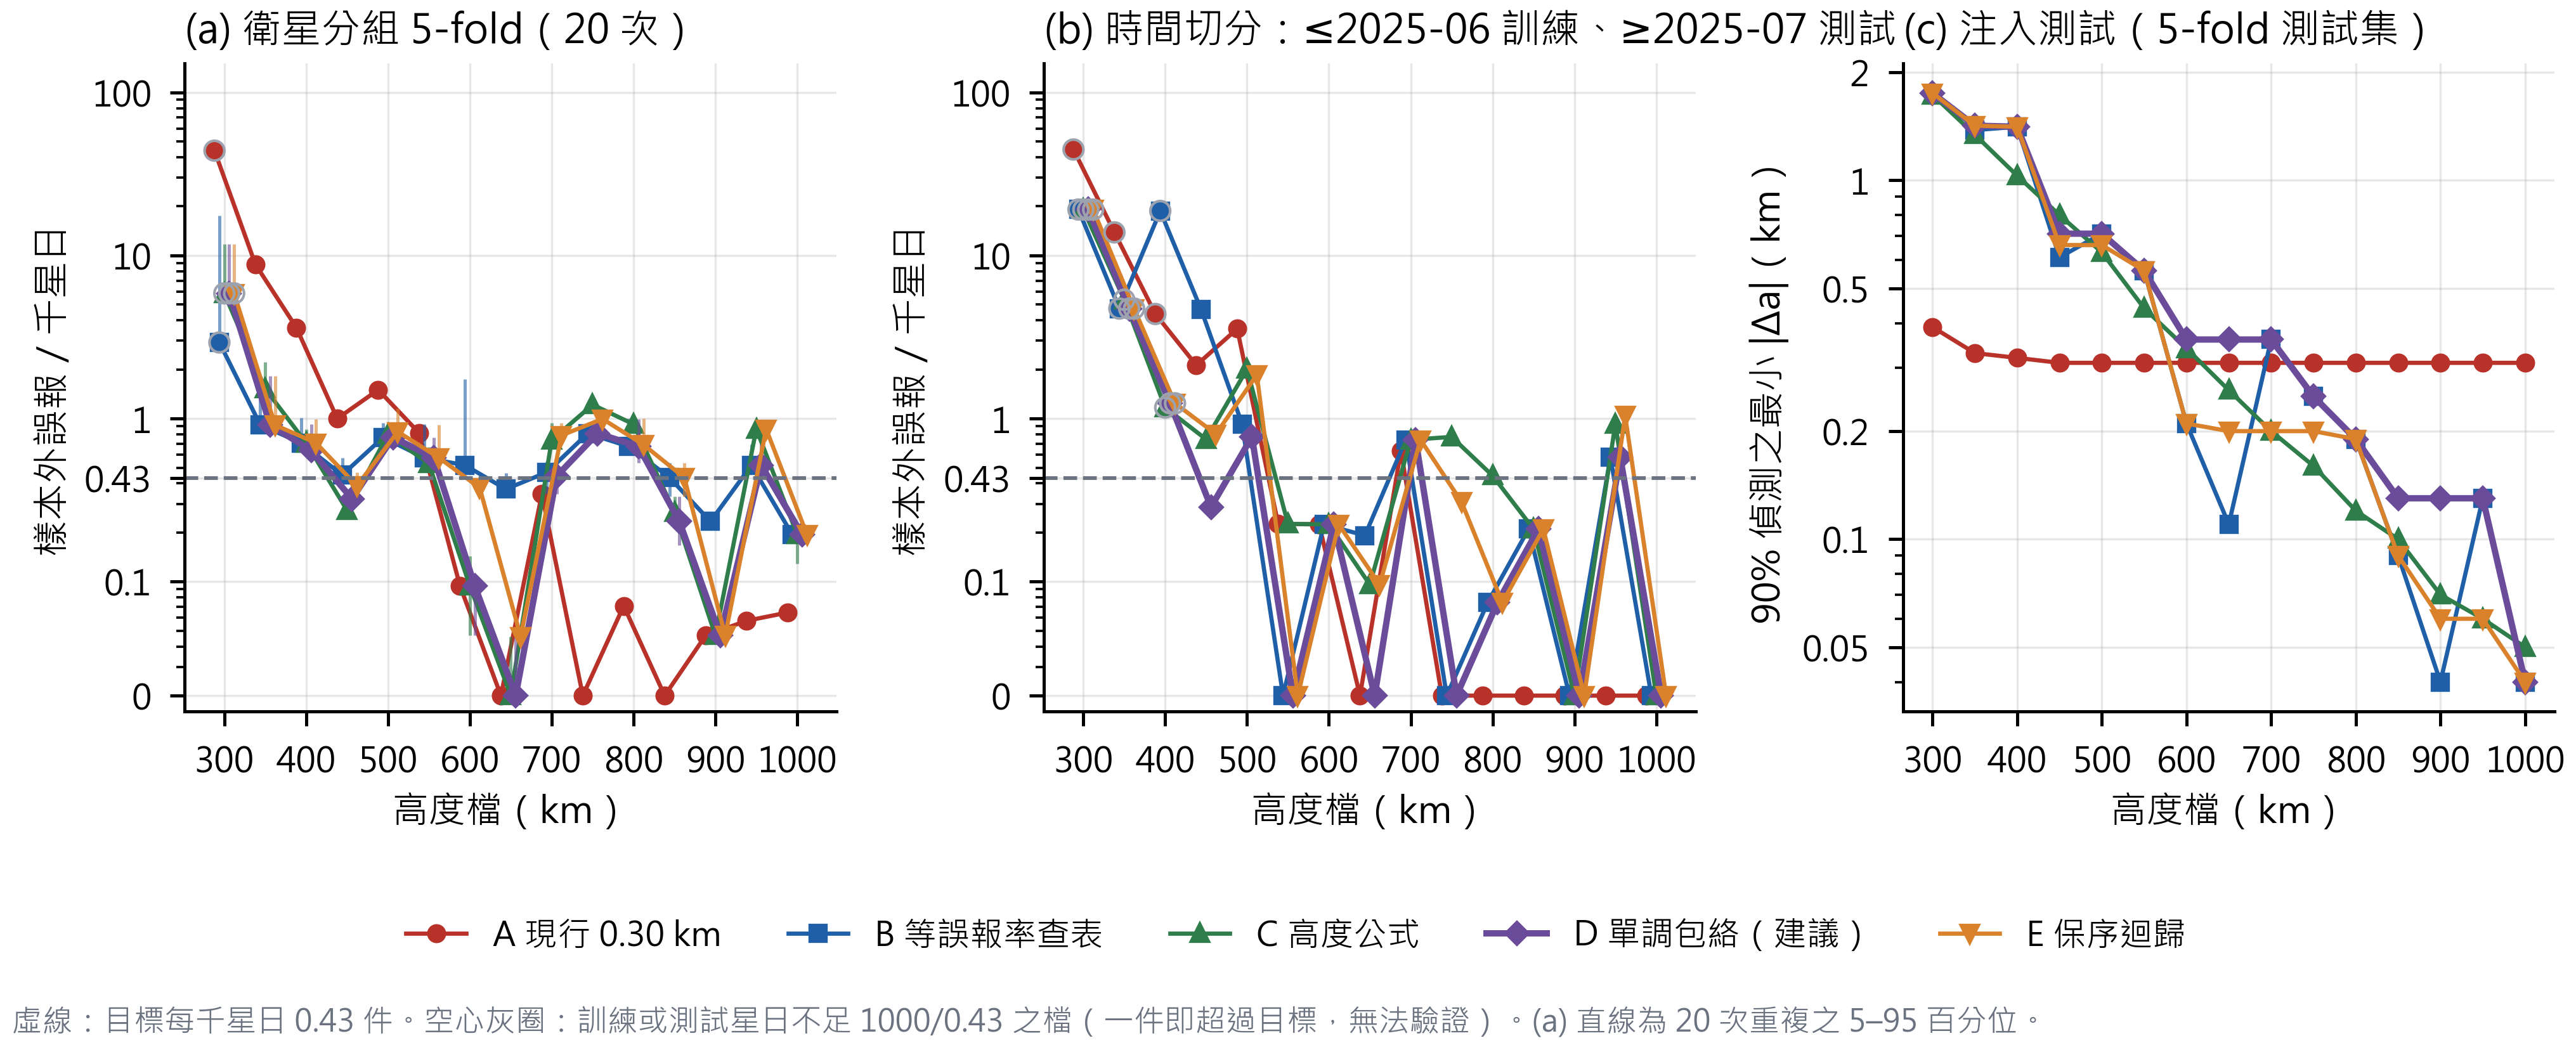 (a) 衛星分組 5-fold（20 次）
(b) 時間切分：≤2025-06 訓練、≥2025-07 測試
(c) 注入測試（5-fold 測試集）
樣本外誤報 / 千星日
100
10
1
0.43
0.1
0
300 400 500 600 700 800 900 1000
高度檔（km）
樣本外誤報 / 千星日
100
10
1
0.43
0.1
0
300 400 500 600 700 800 900 1000
高度檔（km）
90% 偵測之最小 |Δa|（km）
2
1
0.5
0.2
0.1
0.05
300 400 500 600 700 800 900 1000
高度檔（km）
A 現行 0.30 km
B 等誤報率查表
C 高度公式
D 單調包絡（建議）
E 保序迴歸
虛線：目標每千星日 0.43 件。空心灰圈：訓練或測試星日不足 1000/0.43 之檔（一件即超過目標，無法驗證）。(a) 直線為 20 次重複之 5–95 百分位。